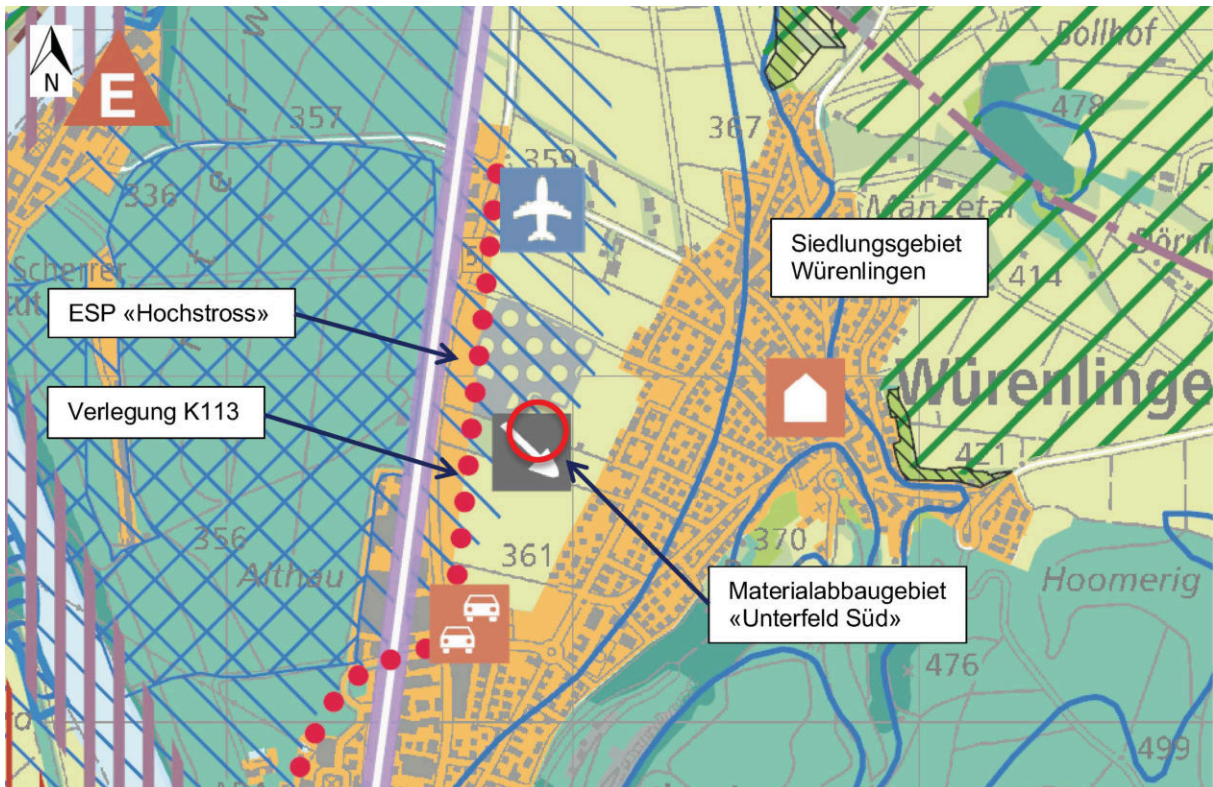 N
E
357
336
367
359
Bollhof
478
Mänzetal
414
Siedlungsgebiet
Würenlingen
ESP «Hochstross»
Verlegung K113
Würenlinge
421
356
Althau
361
370
Hoomerig
Materialabbaugebiet
«Unterfeld Süd»
476
499